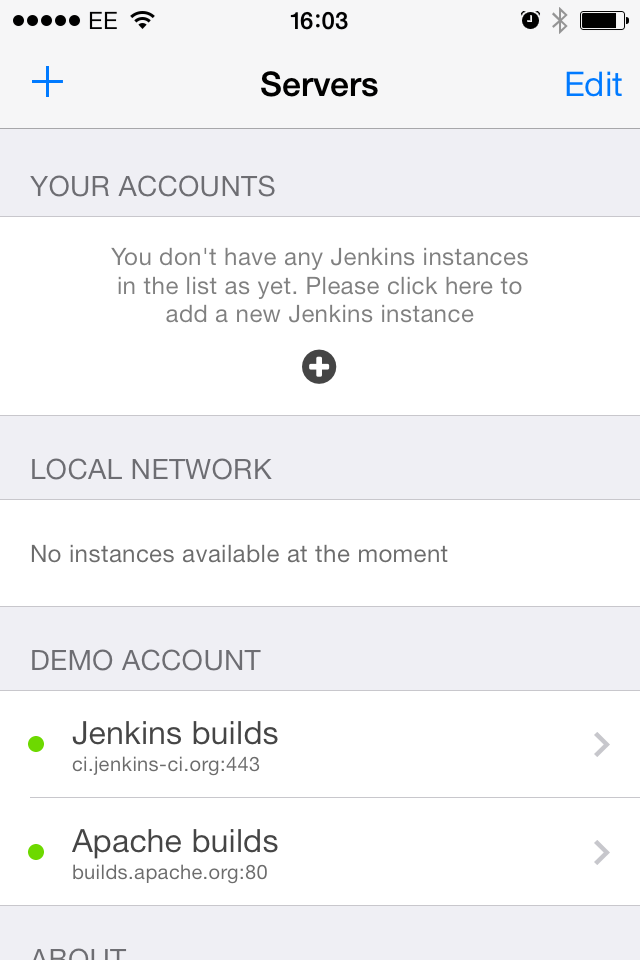 EE 16:03
Servers Edit
YOUR ACCOUNTS
You don't have any Jenkins instances
in the list as yet. Please click here to
add a new Jenkins instance
LOCAL NETWORK
No instances available at the moment
DEMO ACCOUNT
Jenkins builds
ci.jenkins-ci.org:443
Apache builds
builds.apache.org:80
ABOUT